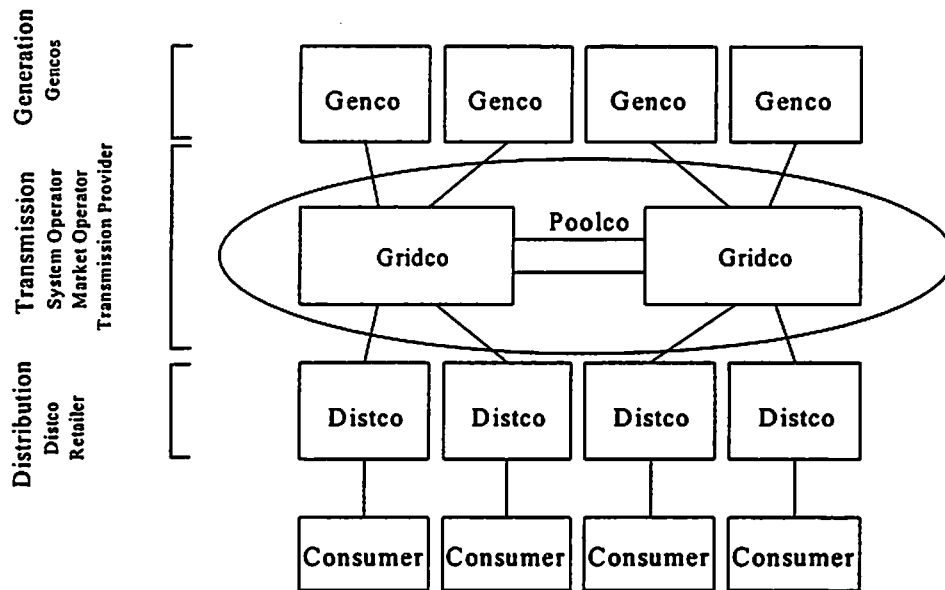 Generation
Gencos
Genco Genco Genco Genco
Transmission
System Operator
Market Operator
Transmission Provider
Poolco
Gridco Gridco
Distribution
Distco
Retailer
Distco Distco Distco Distco
Consumer Consumer Consumer Consumer